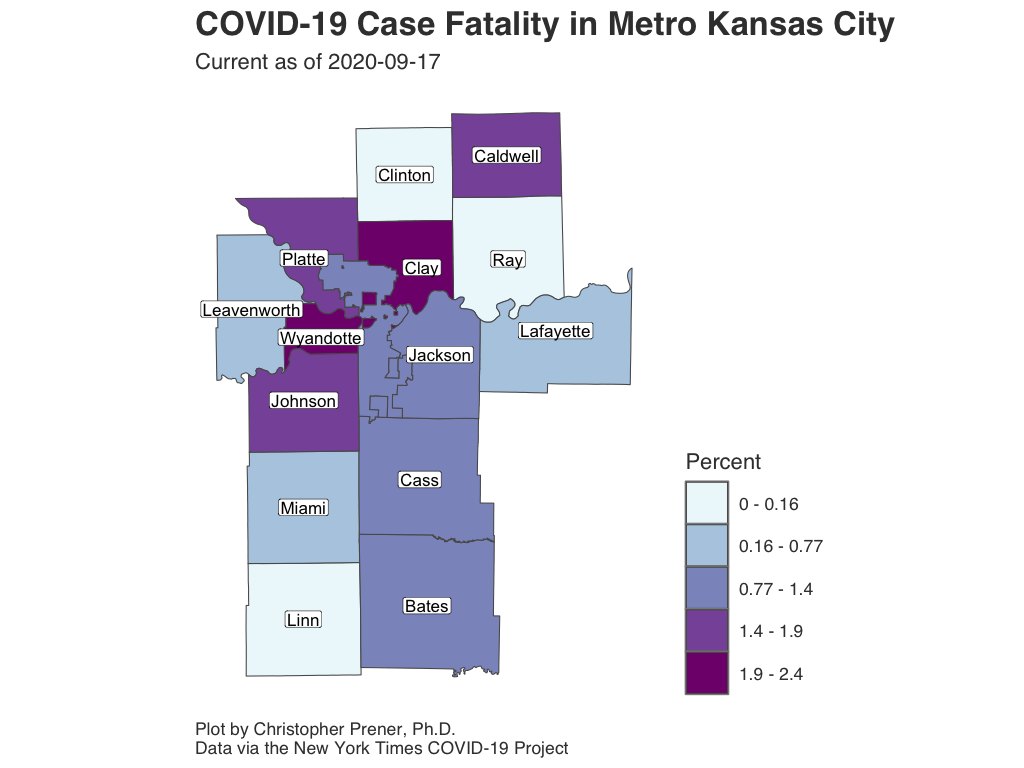 COVID-19 Case Fatality in Metro Kansas City
Current as of 2020-09-17
Caldwell
Clinton
Platte
Clay
Ray
Leavenworth
Wyandotte
Lafayette
Jackson
Johnson
Cass
Miami
Bates
Linn
Percent
0 - 0.16
0.16 - 0.77
0.77 - 1.4
1.4 - 1.9
1.9 - 2.4
Plot by Christopher Prener, Ph.D.
Data via the New York Times COVID-19 Project